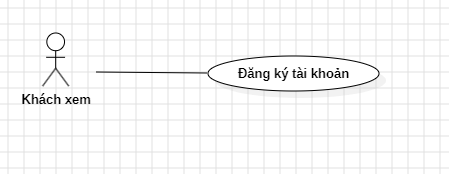 Đăng ký tài khoản
Khách xem